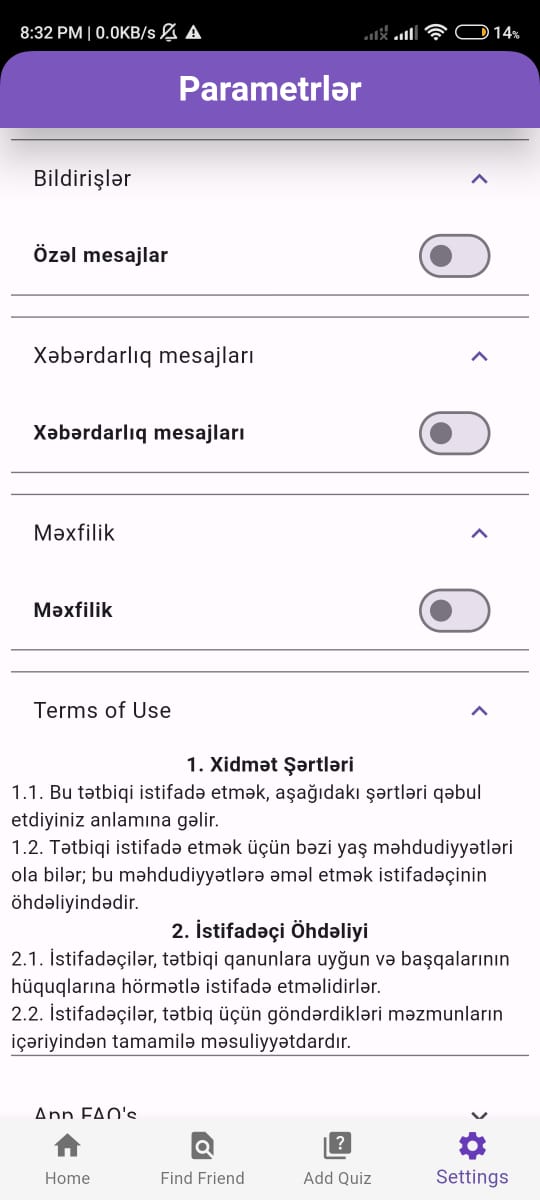 8:32 PM | 0.0KB/s
14%
Parametrlər
Bildirişlər
Özəl mesajlar
Xəbərdarlıq mesajları
Xəbərdarlıq mesajları
Məxfilik
Məxfilik
Terms of Use
1. Xidmət Şərtləri
1.1. Bu tətbiqi istifadə etmək, aşağıdakı şərtləri qəbul
etdiyiniz anlamına gəlir.
1.2. Tətbiqi istifadə etmək üçün bəzi yaş məhdudiyyətləri
ola bilər; bu məhdudiyyətlərə əməl etmək istifadəçinin
öhdəliyindədir.
2. İstifadəçi Öhdəliyi
2.1. İstifadəçilər, tətbiqi qanunlara uyğun və başqalarının
hüquqlarına hörmətlə istifadə etməlidirlər.
2.2. İstifadəçilər, tətbiq üçün göndərdikləri məzmunların
içəriyindən tamamilə məsuliyyətdardır.
App FAQ's
Home
Find Friend
Add Quiz
Settings